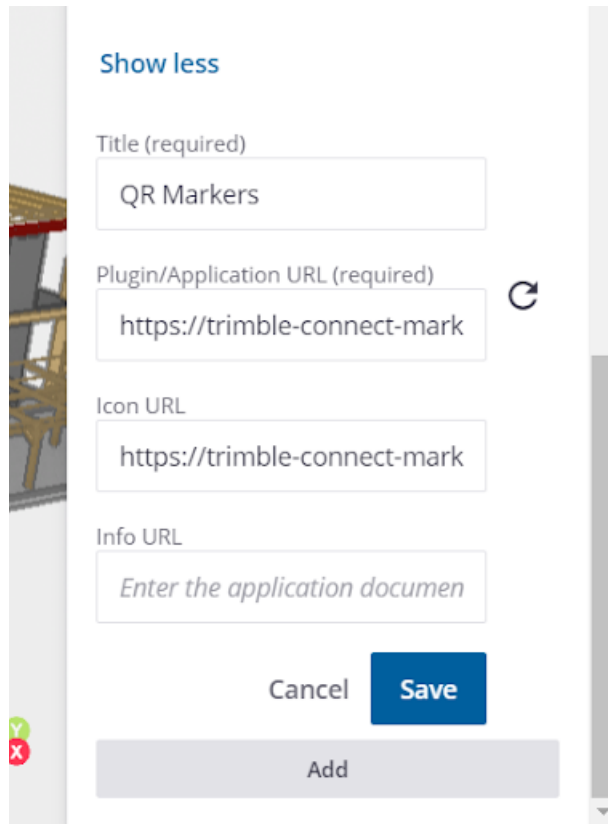 Show less
Title (required)
QR Markers
Plugin/Application URL (required)
https://trimble-connect-mark
Icon URL
https://trimble-connect-mark
Info URL
Enter the application documen
Cancel Save
Y
X
Add